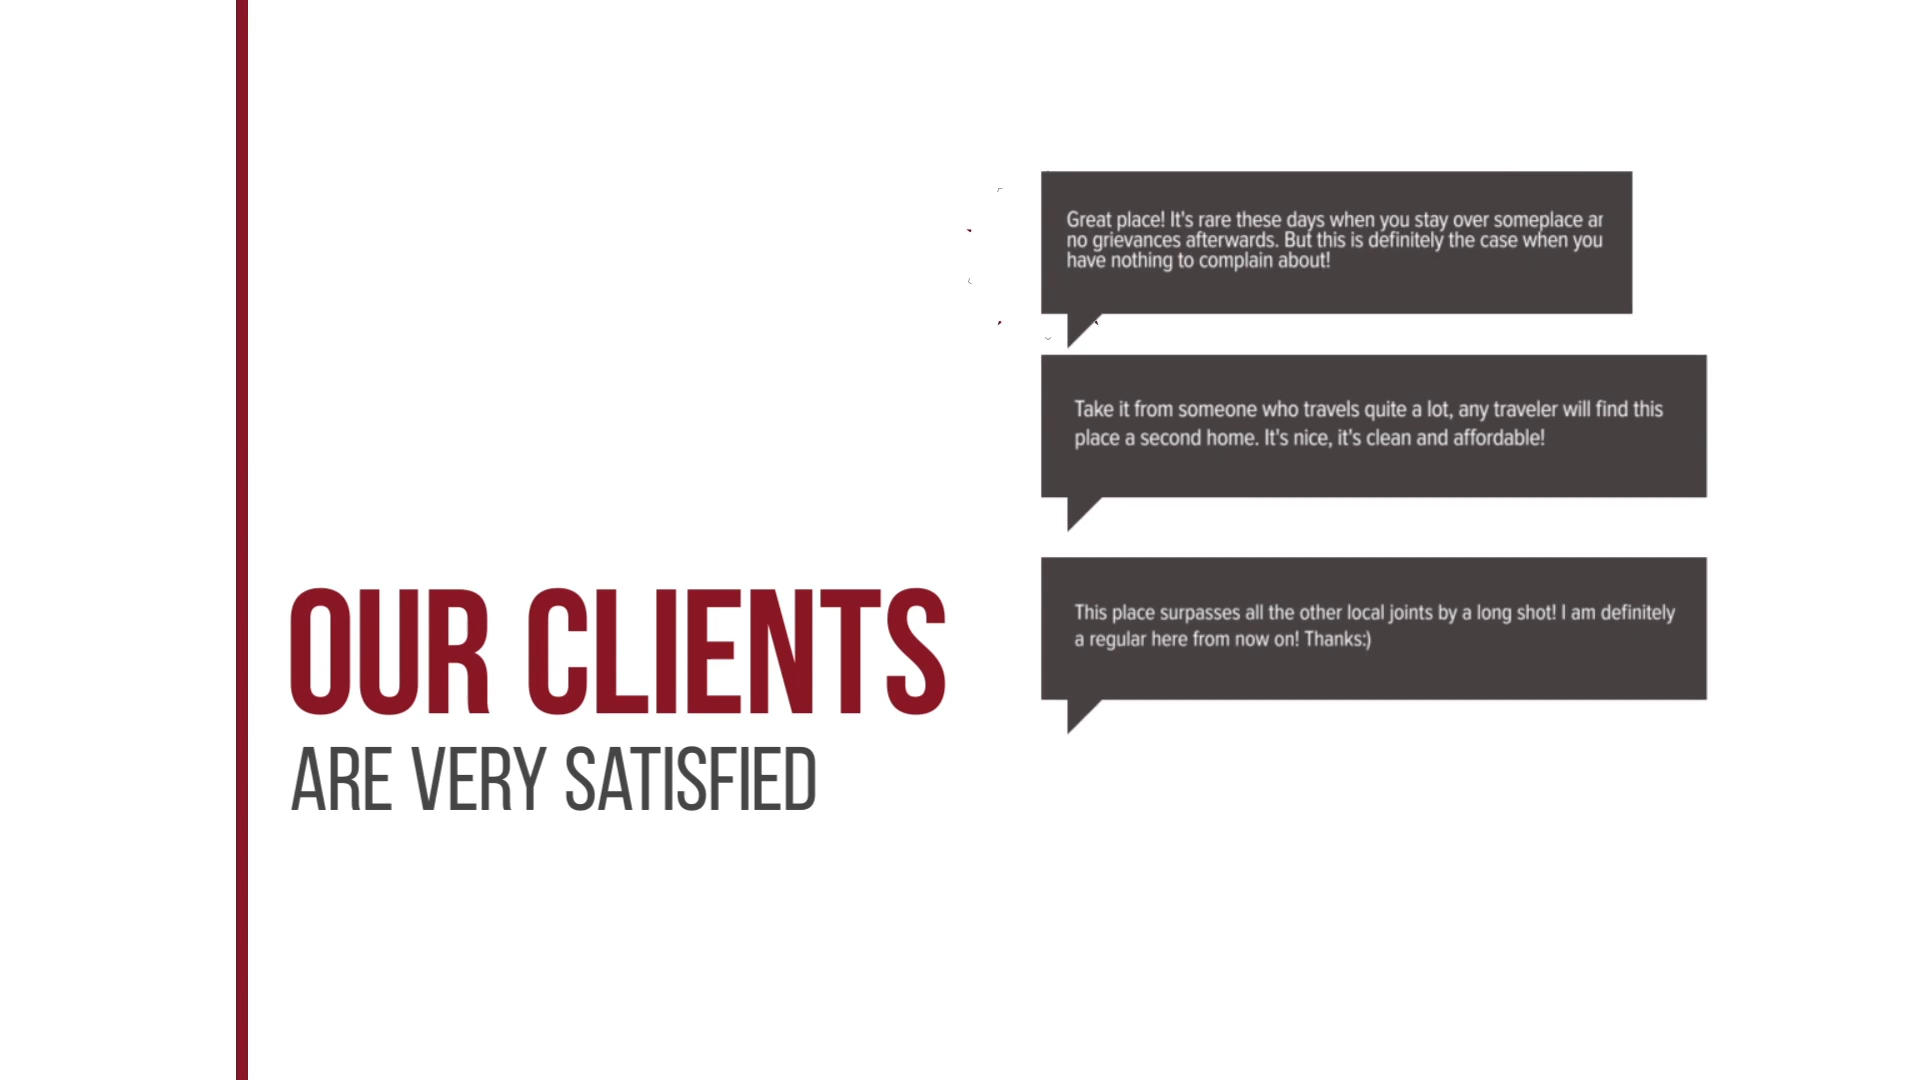 OUR CLIENTS
ARE VERY SATISFIED
Great place! It's rare these days when you stay over someplace
no grievances afterwards. But this is definitely the case when you
have nothing to complain about!
Take it from someone who travels quite a lot, any traveler will find this
place a second home. It's nice, it's clean and affordable!
This place surpasses all the other local joints by a long shot! I am definitely
a regular here from now on! Thanks:)